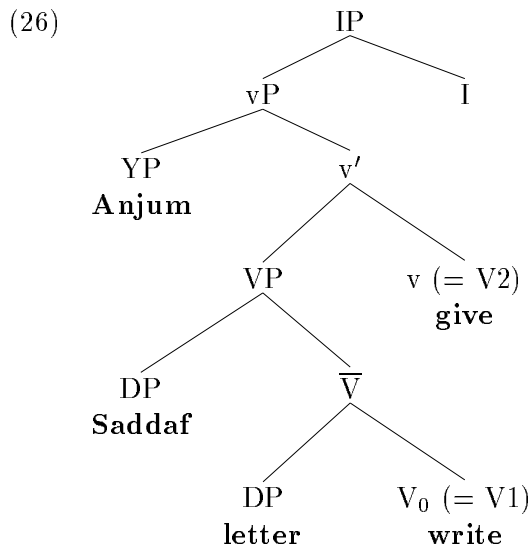 (26) IP
vP I
YP v′
Anjum
VP v (= V2)
give
DP V̅
Saddaf
DP V₀ (= V1)
letter write